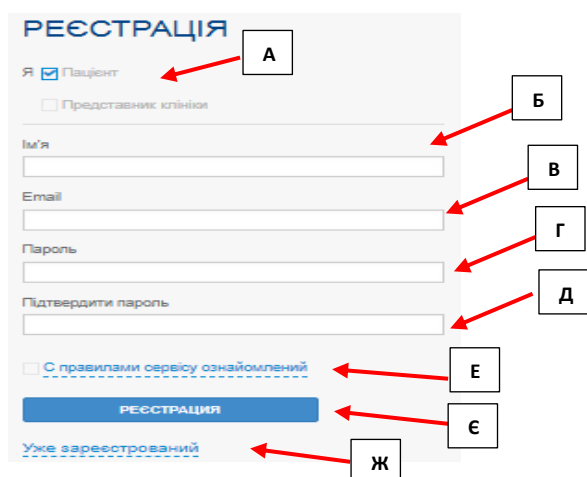 РЕЄСТРАЦІЯ
А
Я Пацієнт
Представник клініки
Б
Ім'я
В
Email
Г
Пароль
Д
Підтвердити пароль
С правилами сервісу ознайомлений
Е
РЕЄСТРАЦИЯ
Є
Уже зареєстрований
Ж